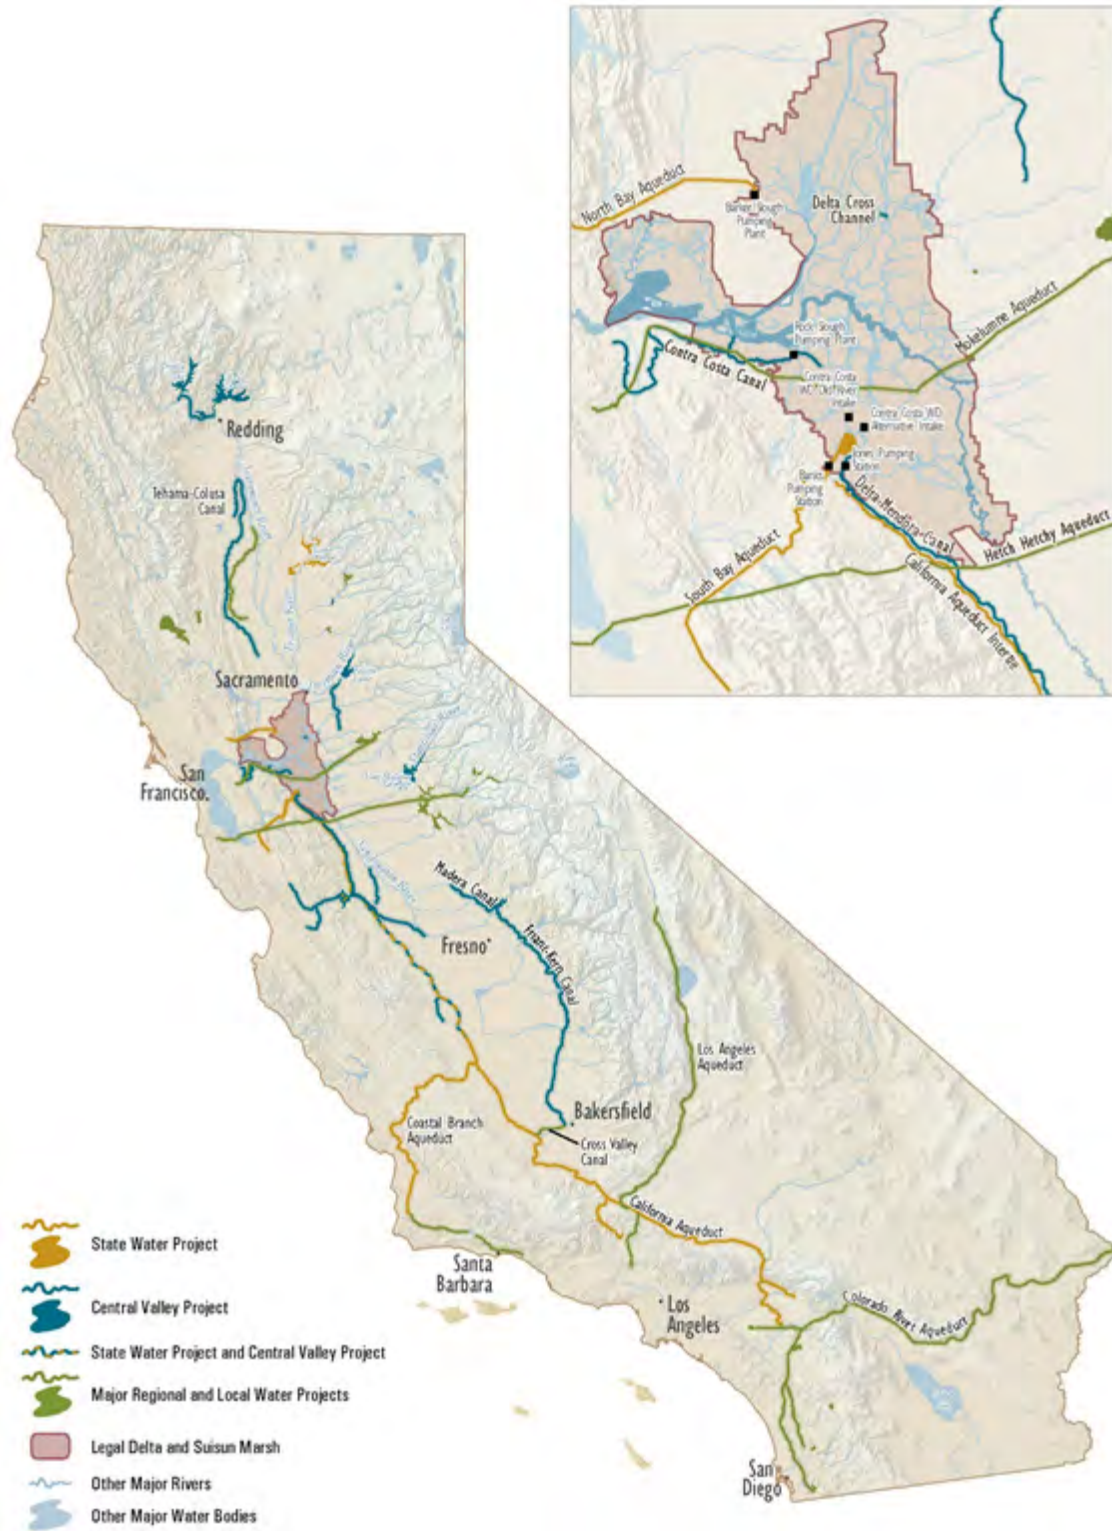 North Bay Aqueduct
Barker Slough
Pumping
Plant
Delta Cross
Channel
Mokelumne Aqueduct
Rock Slough
Pumping Plant
Contra Costa Canal
Contra Costa
WD Old River
Intake
Contra Costa WD
Alternative Intake
Jones Pumping
Station
Banks
Pumping
Station
Delta-Mendota-Canal
Hetch Hetchy Aqueduct
South Bay Aqueduct
California Aqueduct Intertie
Redding
Tehama-Colusa
Canal
Sacramento
San
Francisco
Madera Canal
Friant-Kern Canal
Fresno
Los Angeles
Aqueduct
Coastal Branch
Aqueduct
Bakersfield
Cross Valley
Canal
California Aqueduct
Santa
Barbara
Los
Angeles
Colorado River Aqueduct
San
Diego
State Water Project
Central Valley Project
State Water Project and Central Valley Project
Major Regional and Local Water Projects
Legal Delta and Suisun Marsh
Other Major Rivers
Other Major Water Bodies